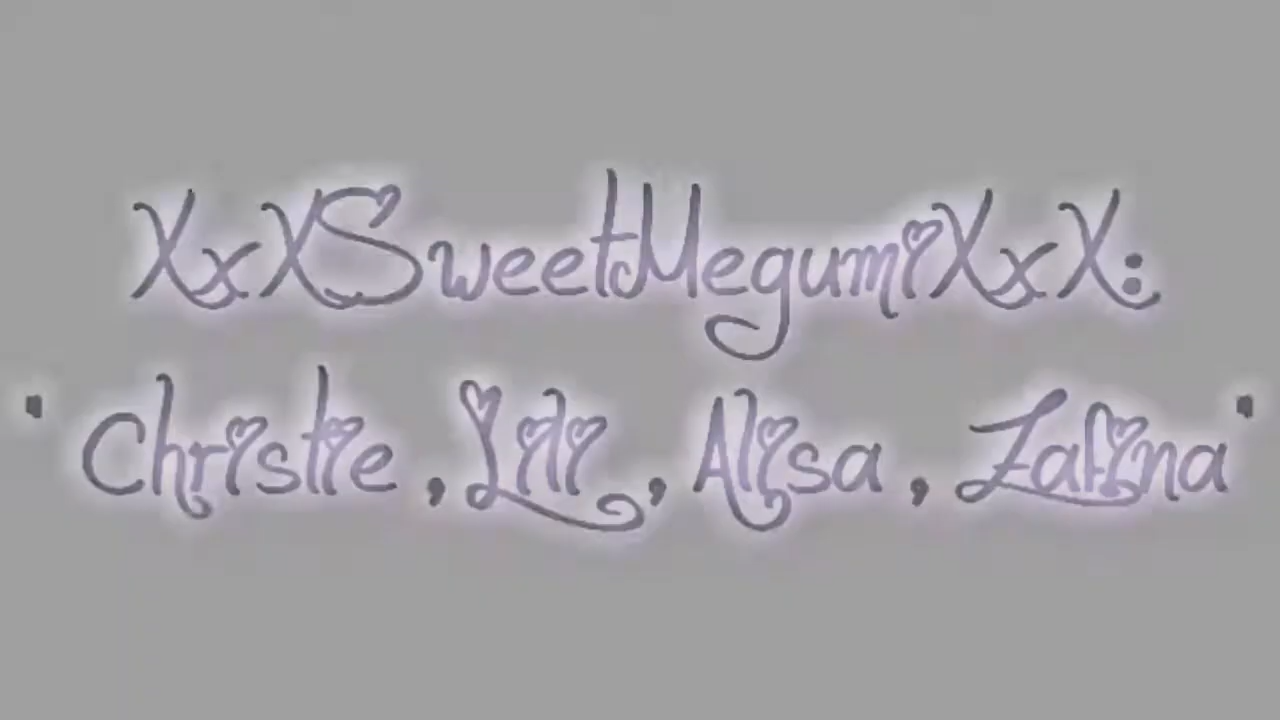 XxXSweetMegumiXxX:
" Christie , Lili , Alisa , Zafina "